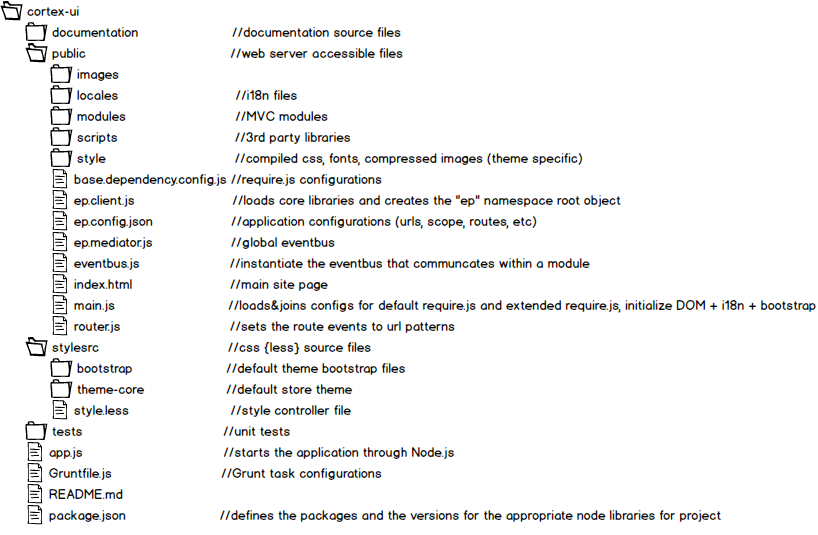 cortex-ui
documentation //documentation source files
public //web server accessible files
images
locales //i18n files
modules //MVC modules
scripts //3rd party libraries
style //compiled css, fonts, compressed images (theme specific)
base.dependency.config.js //require.js configurations
ep.client.js //loads core libraries and creates the "ep" namespace root object
ep.config.json //application configurations (urls, scope, routes, etc)
ep.mediator.js //global eventbus
eventbus.js //instantiate the eventbus that communcates within a module
index.html //main site page
main.js //loads&joins configs for default require.js and extended require.js, initialize DOM + i18n + bootstrap
router.js //sets the route events to url patterns
stylesrc //css {less} source files
bootstrap //default theme bootstrap files
theme-core //default store theme
style.less //style controller file
tests //unit tests
app.js //starts the application through Node.js
Gruntfile.js //Grunt task configurations
README.md
package.json //defines the packages and the versions for the appropriate node libraries for project